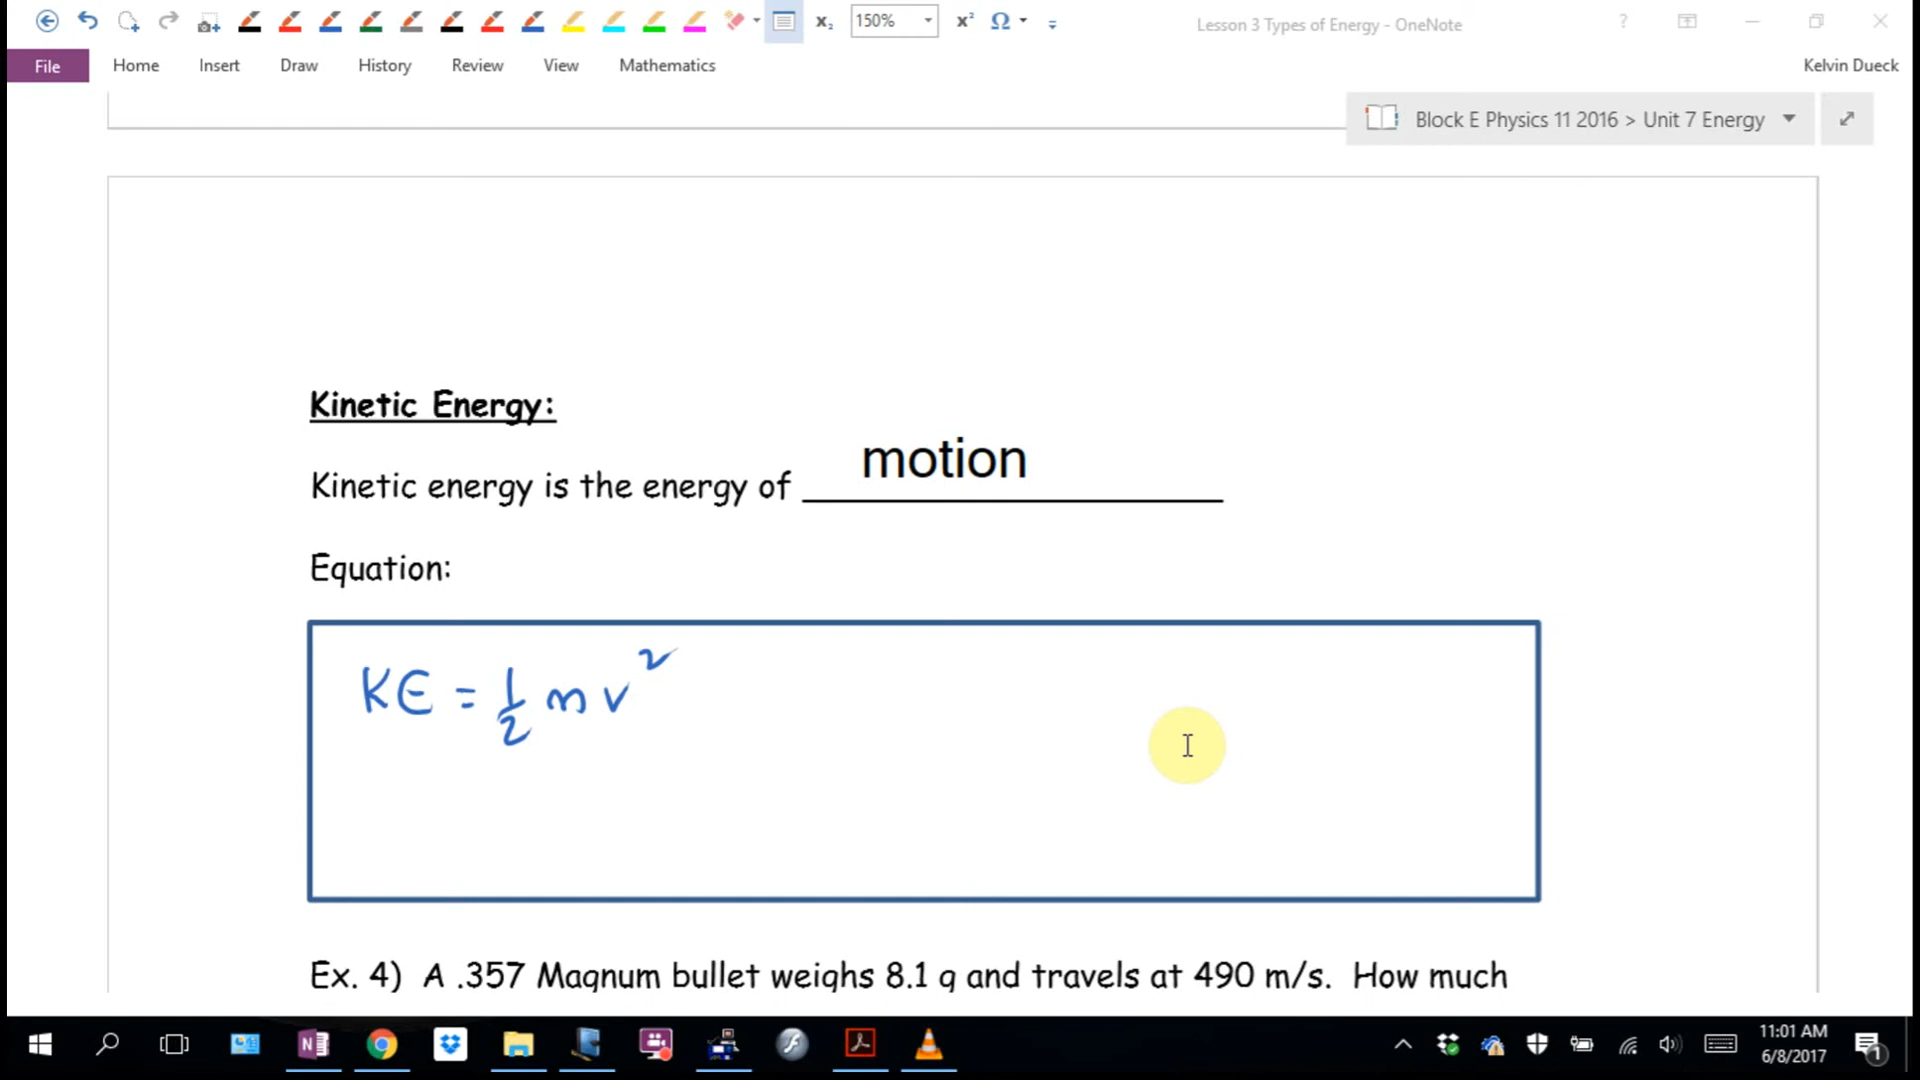 x₂ 150% x² Ω Lesson 3 Types of Energy - OneNote ?
File Home Insert Draw History Review View Mathematics Kelvin Dueck
Block E Physics 11 2016 > Unit 7 Energy
Kinetic Energy:
Kinetic energy is the energy of motion
Equation:
KE = 1/2 mv²
Ex. 4) A .357 Magnum bullet weighs 8.1 g and travels at 490 m/s. How much
11:01 AM
6/8/2017
1